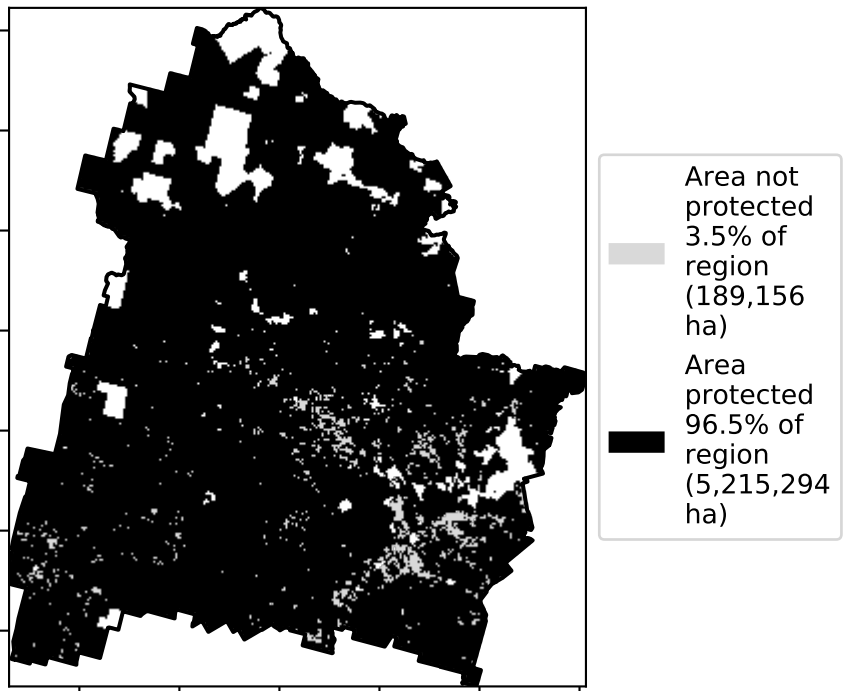 Area not
protected
3.5% of
region
(189,156
ha)
Area
protected
96.5% of
region
(5,215,294
ha)